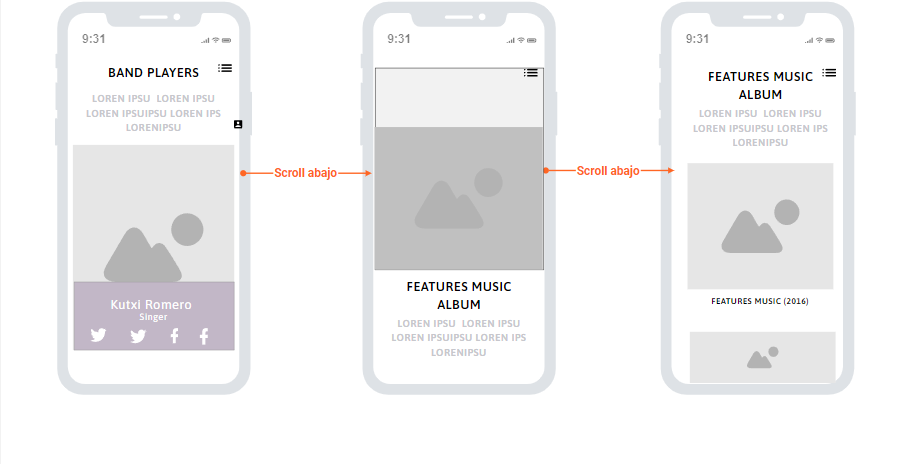 9:31
BAND PLAYERS
LOREN IPSU LOREN IPSU
LOREN IPSUIPSU LOREN IPS
LORENIPSU
Kutxi Romero
Singer
Scroll abajo
9:31
FEATURES MUSIC
ALBUM
LOREN IPSU LOREN IPSU
LOREN IPSUIPSU LOREN IPS
LORENIPSU
Scroll abajo
9:31
FEATURES MUSIC
ALBUM
LOREN IPSU LOREN IPSU
LOREN IPSUIPSU LOREN IPS
LORENIPSU
FEATURES MUSIC (2016)